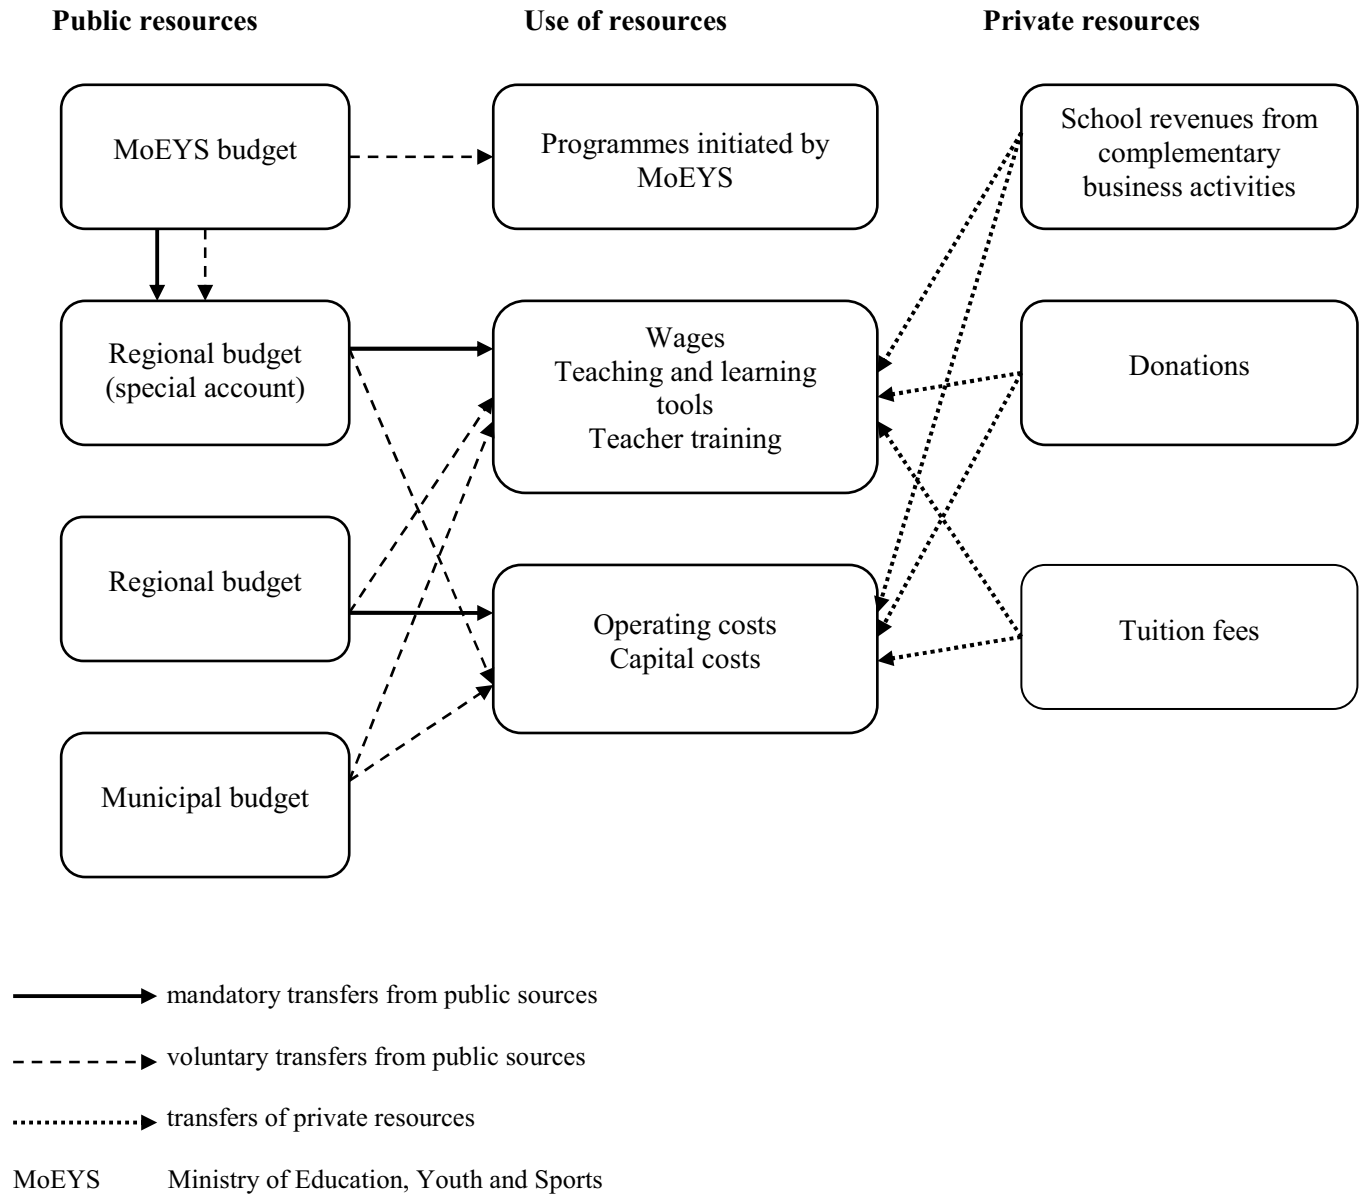 Public resources
Use of resources
Private resources
MoEYS budget
Programmes initiated by
MoEYS
School revenues from
complementary
business activities
Regional budget
(special account)
Wages
Teaching and learning
tools
Teacher training
Donations
Regional budget
Operating costs
Capital costs
Tuition fees
Municipal budget
mandatory transfers from public sources
voluntary transfers from public sources
transfers of private resources
MoEYS Ministry of Education, Youth and Sports